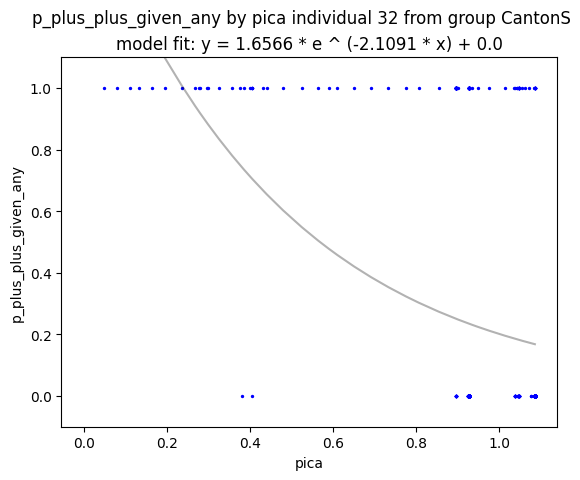 p_plus_plus_given_any by pica individual 32 from group CantonS
model fit: y = 1.6566 * e ^ (-2.1091 * x) + 0.0
p_plus_plus_given_any
1.0
0.8
0.6
0.4
0.2
0.0
0.0 0.2 0.4 0.6 0.8 1.0
pica